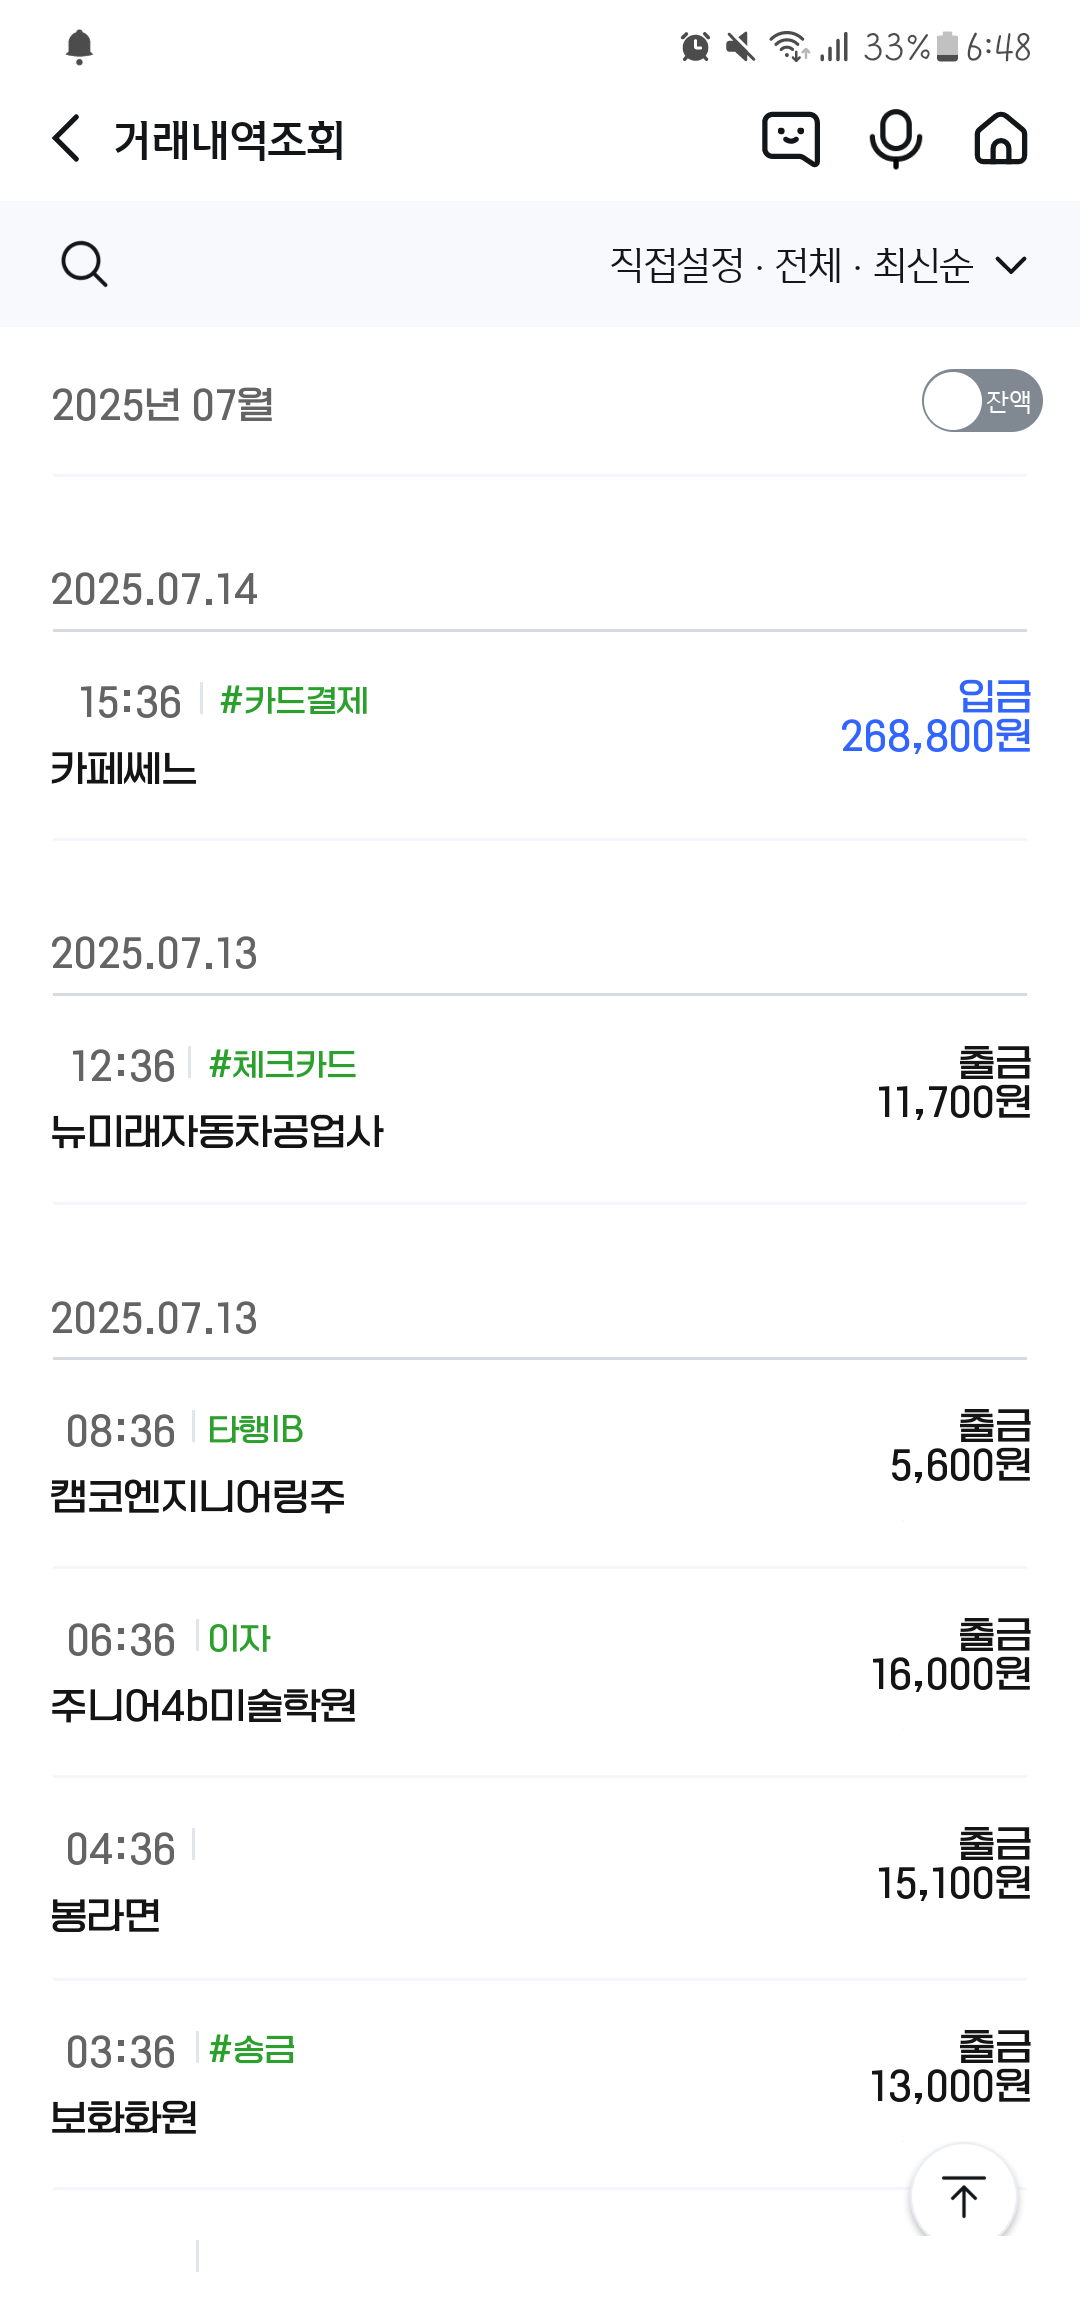 33% 6:48
거래내역조회
직접설정 · 전체 · 최신순
2025년 07월
잔액
2025.07.14
15:36 #카드결제
입금
268,800원
카페쎄느
2025.07.13
12:36 #체크카드
출금
11,700원
뉴미래자동차공업사
2025.07.13
08:36 타행IB
출금
5,600원
캠코엔지니어링주
06:36 이자
출금
16,000원
주니어4b미술학원
04:36
출금
15,100원
봉라면
03:36 #송금
출금
13,000원
보화화원